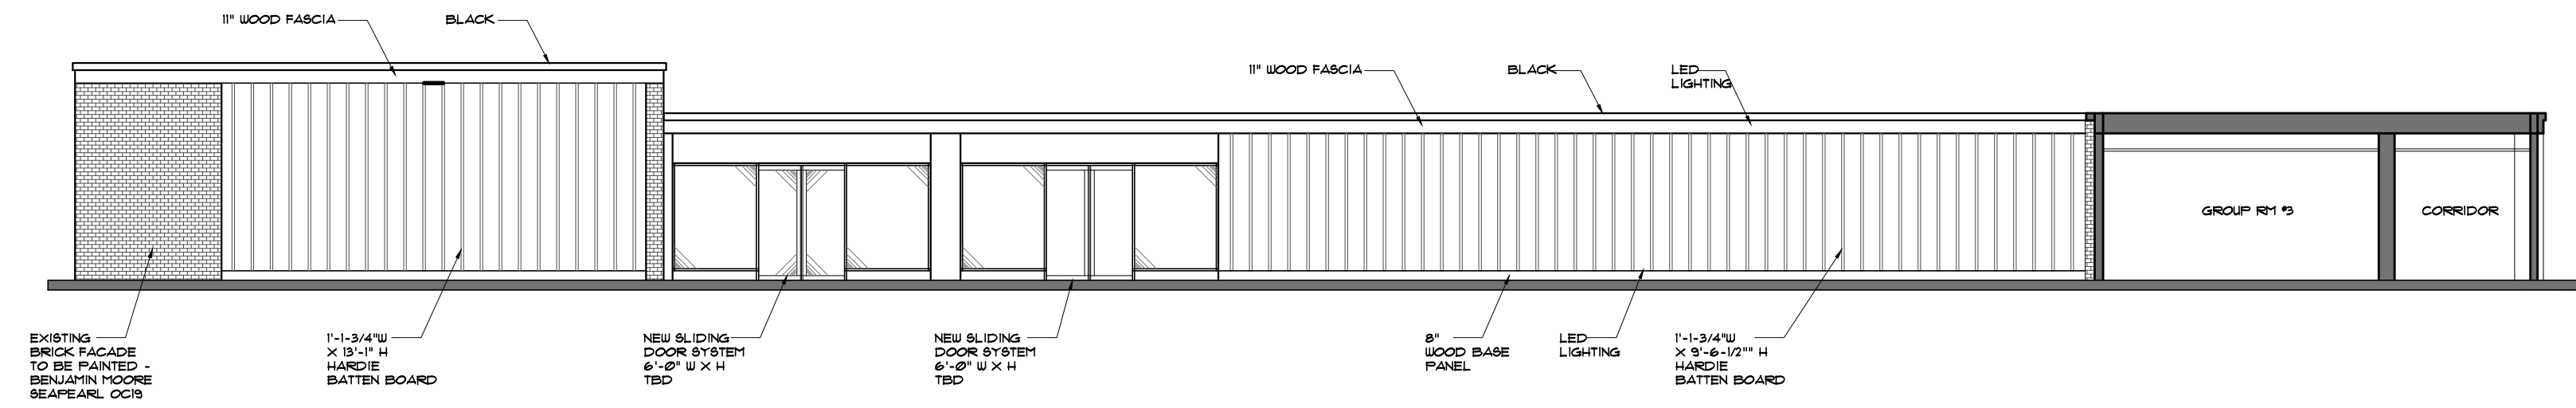 11" WOOD FASCIA
BLACK
11" WOOD FASCIA
BLACK
LED
LIGHTING
GROUP RM #3
CORRIDOR
EXISTING
BRICK FACADE
TO BE PAINTED -
BENJAMIN MOORE
SEAPEARL OC19
1'-1-3/4"W
X 13'-1" H
HARDIE
BATTEN BOARD
NEW SLIDING
DOOR SYSTEM
6'-0" W X H
TBD
NEW SLIDING
DOOR SYSTEM
6'-0" W X H
TBD
8"
WOOD BASE
PANEL
LED
LIGHTING
1'-1-3/4"W
X 9'-6-1/2"" H
HARDIE
BATTEN BOARD